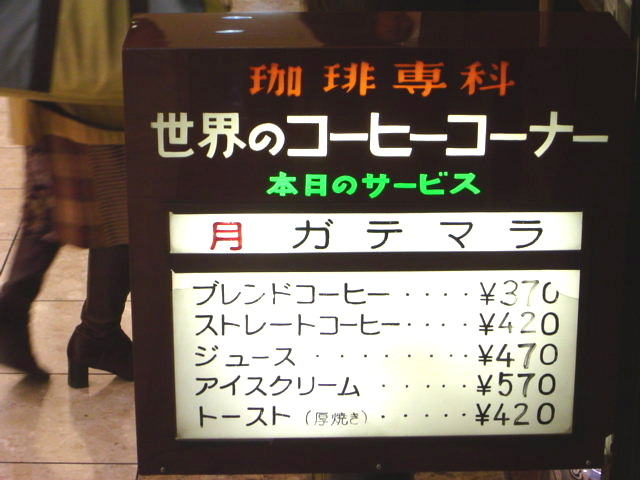 珈琲専科
世界のコーヒーコーナー
本日のサービス
月 ガテマラ
ブレンドコーヒー ・・・・ ¥370
ストレートコーヒー ・・・・ ¥420
ジュース ・・・・・・・・ ¥470
アイスクリーム ・・・・・ ¥570
トースト (厚焼き) ・・・・・ ¥420